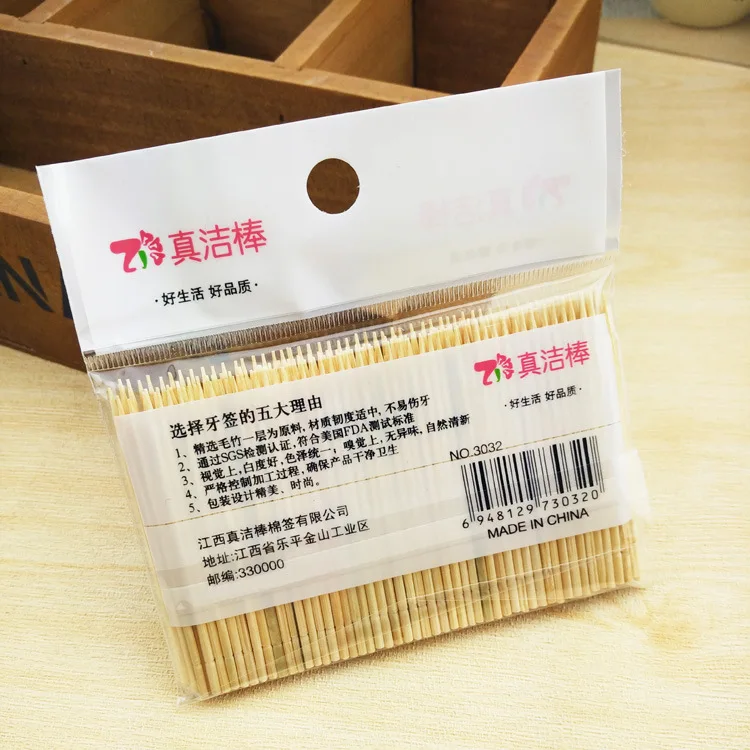 真洁棒
·好生活 好品质·
真洁棒
·好生活 好品质·
选择牙签的五大理由
1、精选毛竹一层为原料，材质韧度适中，不易伤牙
2、通过SGS检测认证，符合美国FDA测试标准
3、视觉上，白度好，色泽统一；嗅觉上，无异味，自然清新
4、严格控制加工过程，确保产品干净卫生
5、包装设计精美、时尚。
NO.3032
江西真洁棒棉签有限公司
地址:江西省乐平金山工业区
邮编:330000
6 948129 730320
MADE IN CHINA